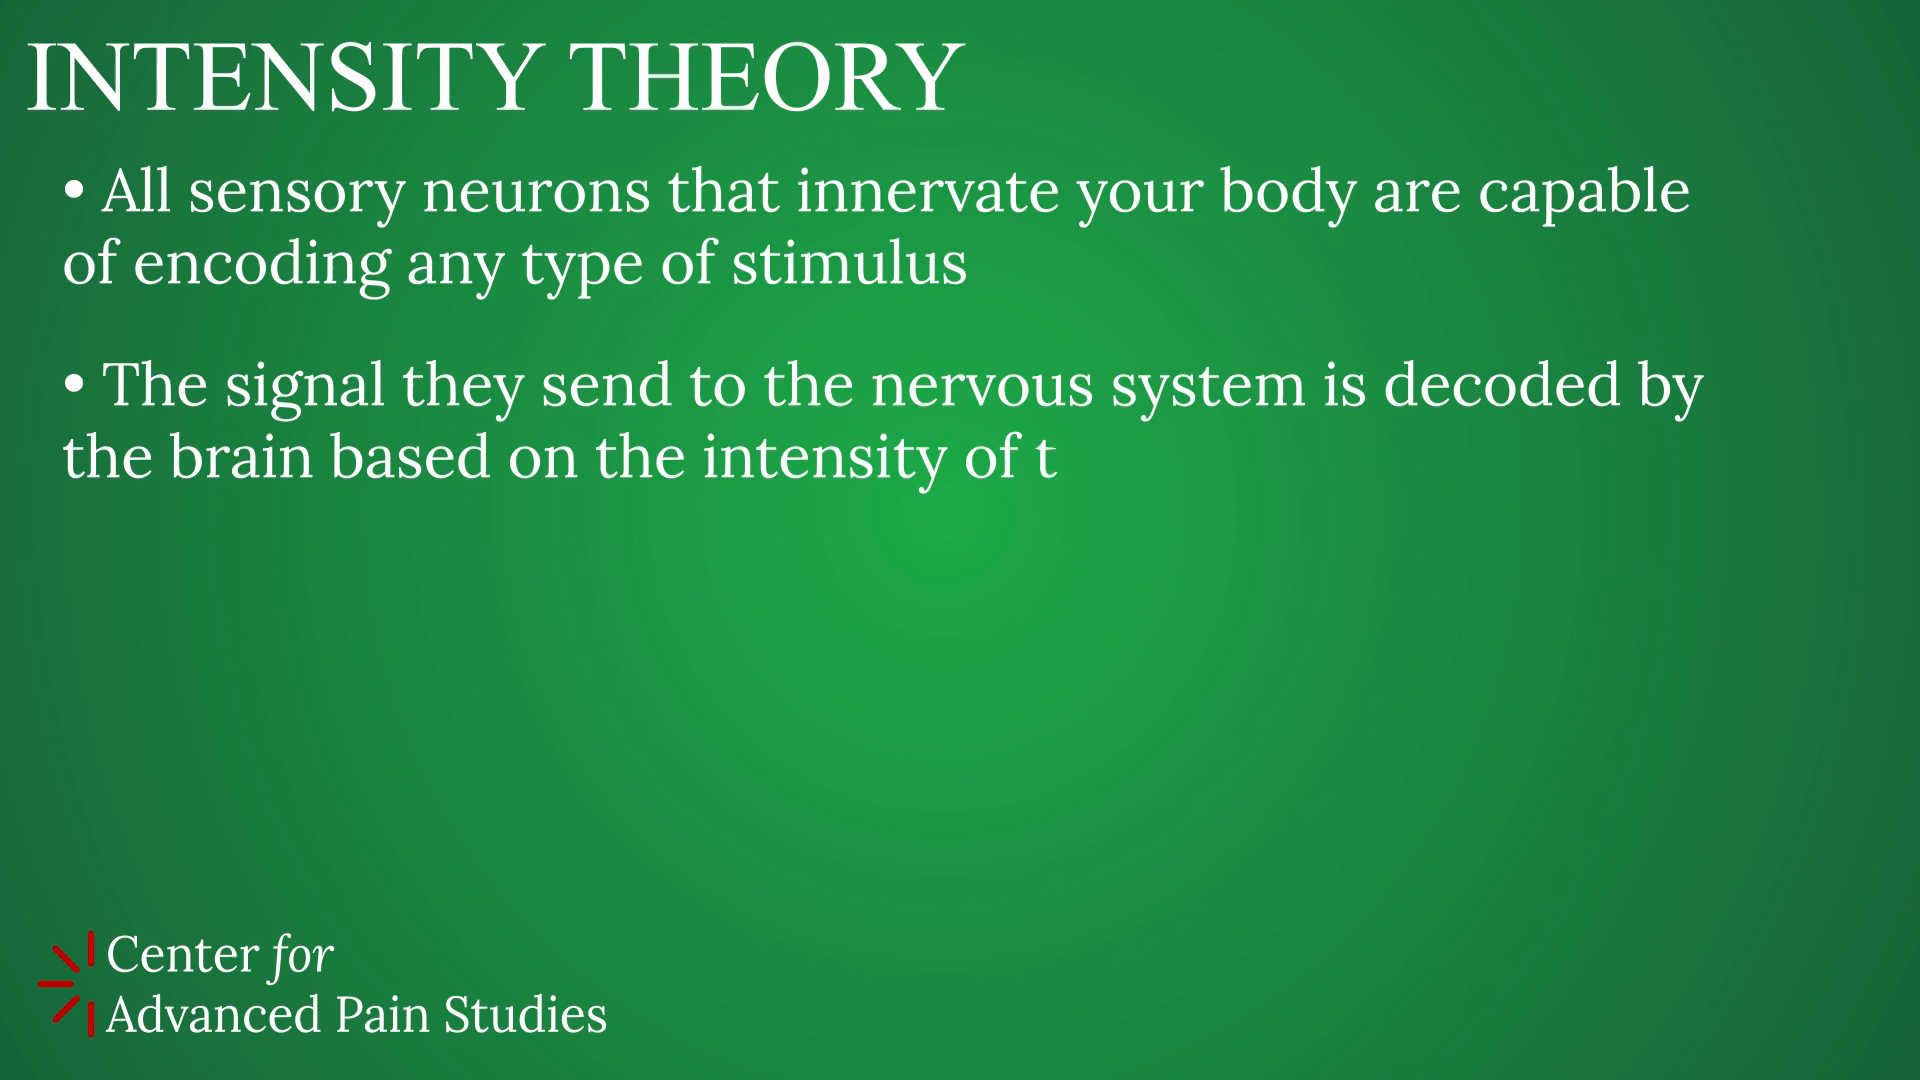 INTENSITY THEORY
• All sensory neurons that innervate your body are capable
of encoding any type of stimulus
• The signal they send to the nervous system is decoded by
the brain based on the intensity of t
Center for
Advanced Pain Studies